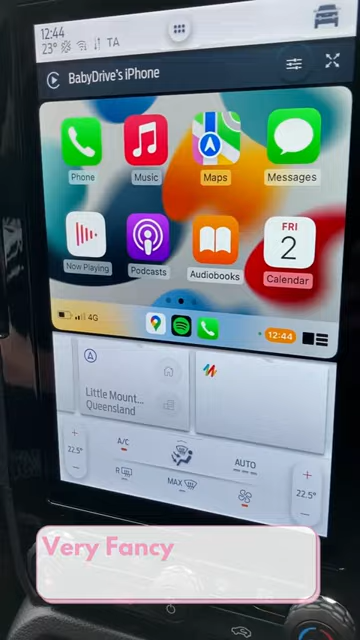 12:44
23° TA
BabyDrive's iPhone
Phone Music Maps Messages
FRI
2
Now Playing Podcasts Audiobooks Calendar
4G 12:44
Little Mount...
Queensland
A/C AUTO
22.5° 22.5°
R MAX
Very Fancy